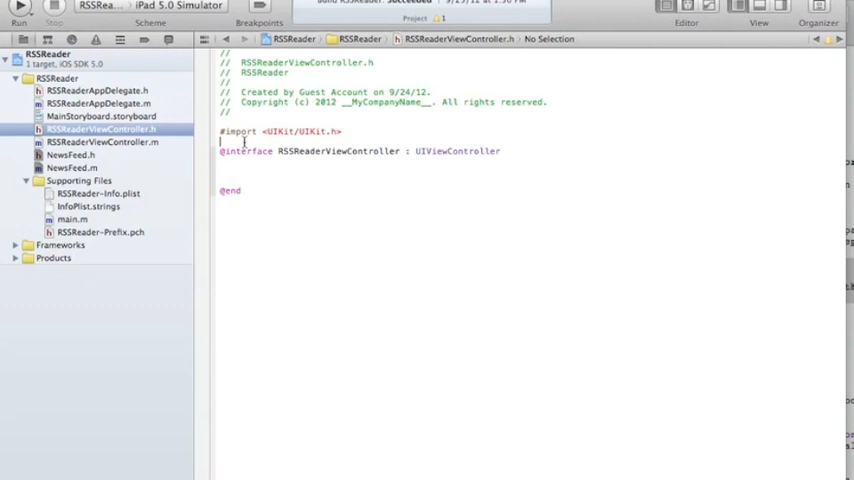 Run
Stop
RSSRea...
iPad 5.0 Simulator
Scheme
Breakpoints
Build RSSReader: Succeeded
Project
1
Editor
View
Organizer
RSSReader
1 target, iOS SDK 5.0
RSSReader
RSSReaderAppDelegate.h
RSSReaderAppDelegate.m
MainStoryboard.storyboard
RSSReaderViewController.h
RSSReaderViewController.m
NewsFeed.h
NewsFeed.m
Supporting Files
RSSReader-Info.plist
InfoPlist.strings
main.m
RSSReader-Prefix.pch
Frameworks
Products
RSSReader
RSSReader
RSSReaderViewController.h
No Selection
//
// RSSReaderViewController.h
// RSSReader
//
// Created by Guest Account on 9/24/12.
// Copyright (c) 2012 __MyCompanyName__. All rights reserved.
//
#import <UIKit/UIKit.h>
@interface RSSReaderViewController : UIViewController
@end